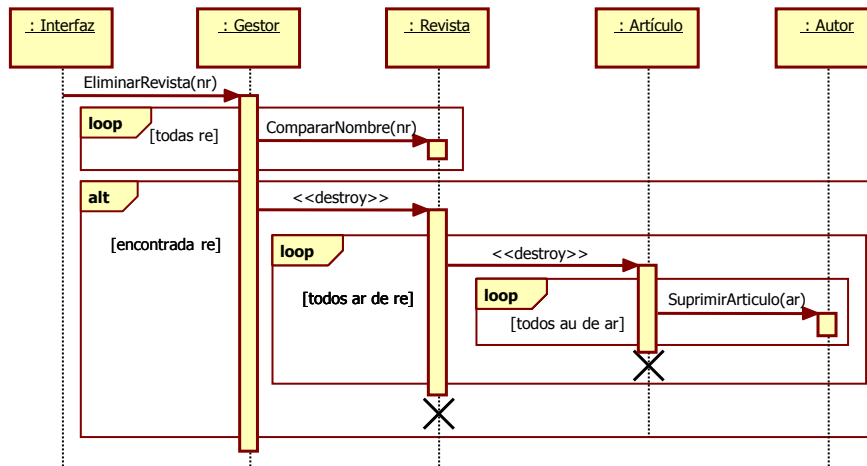 : Interfaz
: Gestor
: Revista
: Artículo
: Autor
EliminarRevista(nr)
loop
[todas re]
CompararNombre(nr)
alt
<<destroy>>
[encontrada re]
loop
<<destroy>>
[todos ar de re]
loop
SuprimirArticulo(ar)
[todos au de ar]